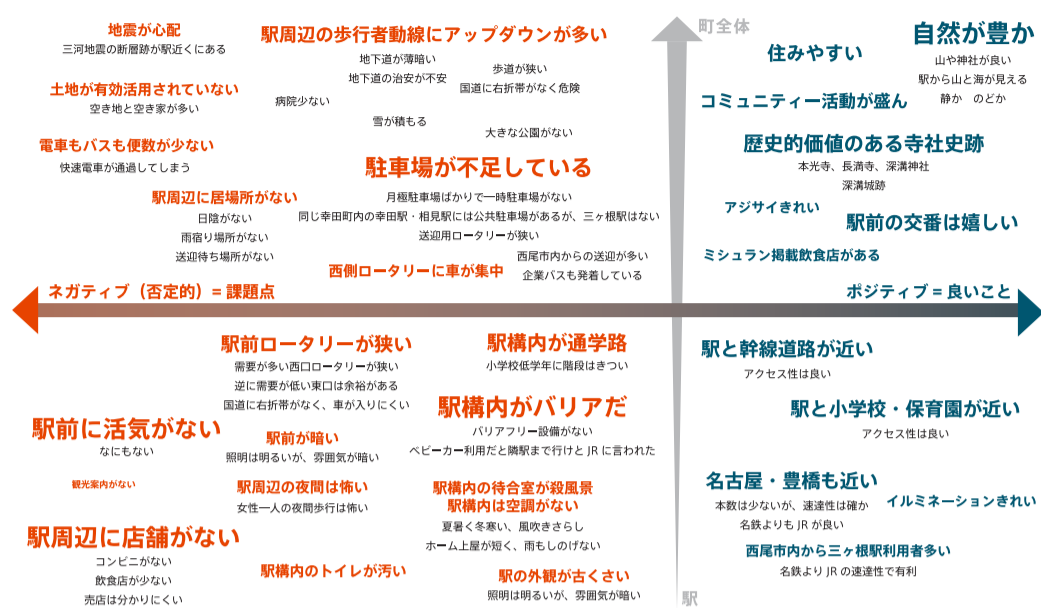 地震が心配
三河地震の断層跡が駅近くにある
土地が有効活用されていない
空き地と空き家が多い
電車もバスも便数が少ない
快速電車が通過してしまう
駅周辺に居場所がない
日陰がない
雨宿り場所がない
送迎待ち場所がない
駅周辺の歩行者動線にアップダウンが多い
地下道が薄暗い
地下道の治安が不安
歩道が狭い
国道に右折帯がなく危険
病院少ない
雪が積もる
大きな公園がない
駐車場が不足している
月極駐車場ばかりで一時駐車場がない
同じ幸田町内の幸田駅・相見駅には公共駐車場があるが、三ヶ根駅はない
送迎用ロータリーが狭い
西側ロータリーに車が集中
西尾市内からの送迎が多い
企業バスも発着している
町全体
住みやすい
自然が豊か
山や神社が良い
駅から山と海が見える
静か のどか
コミュニティー活動が盛ん
歴史的価値のある寺社史跡
本光寺、長満寺、深溝神社
深溝城跡
アジサイきれい
駅前の交番は嬉しい
ミシュラン掲載飲食店がある
ネガティブ（否定的）＝課題点
ポジティブ＝良いこと
駅前ロータリーが狭い
需要が多い西口ロータリーが狭い
逆に需要が低い東口は余裕がある
国道に右折帯がなく、車が入りにくい
駅前に活気がない
なにもない
観光案内がない
駅前が暗い
照明は明るいが、雰囲気が暗い
駅周辺の夜間は怖い
女性一人の夜間歩行は怖い
駅周辺に店舗がない
コンビニがない
飲食店が少ない
売店は分かりにくい
駅構内のトイレが汚い
駅構内が通学路
小学校低学年に階段はきつい
駅構内がバリアだ
バリアフリー設備がない
ベビーカー利用だと隣駅まで行けと JR に言われた
駅構内の待合室が殺風景
駅構内は空調がない
夏暑く冬寒い、風吹きさらし
ホーム上屋が短く、雨もしのげない
駅の外観が古くさい
照明は明るいが、雰囲気が暗い
駅
駅と幹線道路が近い
アクセス性は良い
駅と小学校・保育園が近い
アクセス性は良い
名古屋・豊橋も近い
本数は少ないが、速達性は確か
名鉄よりも JR が良い
イルミネーションきれい
西尾市内から三ヶ根駅利用者多い
名鉄より JR の速達性で有利